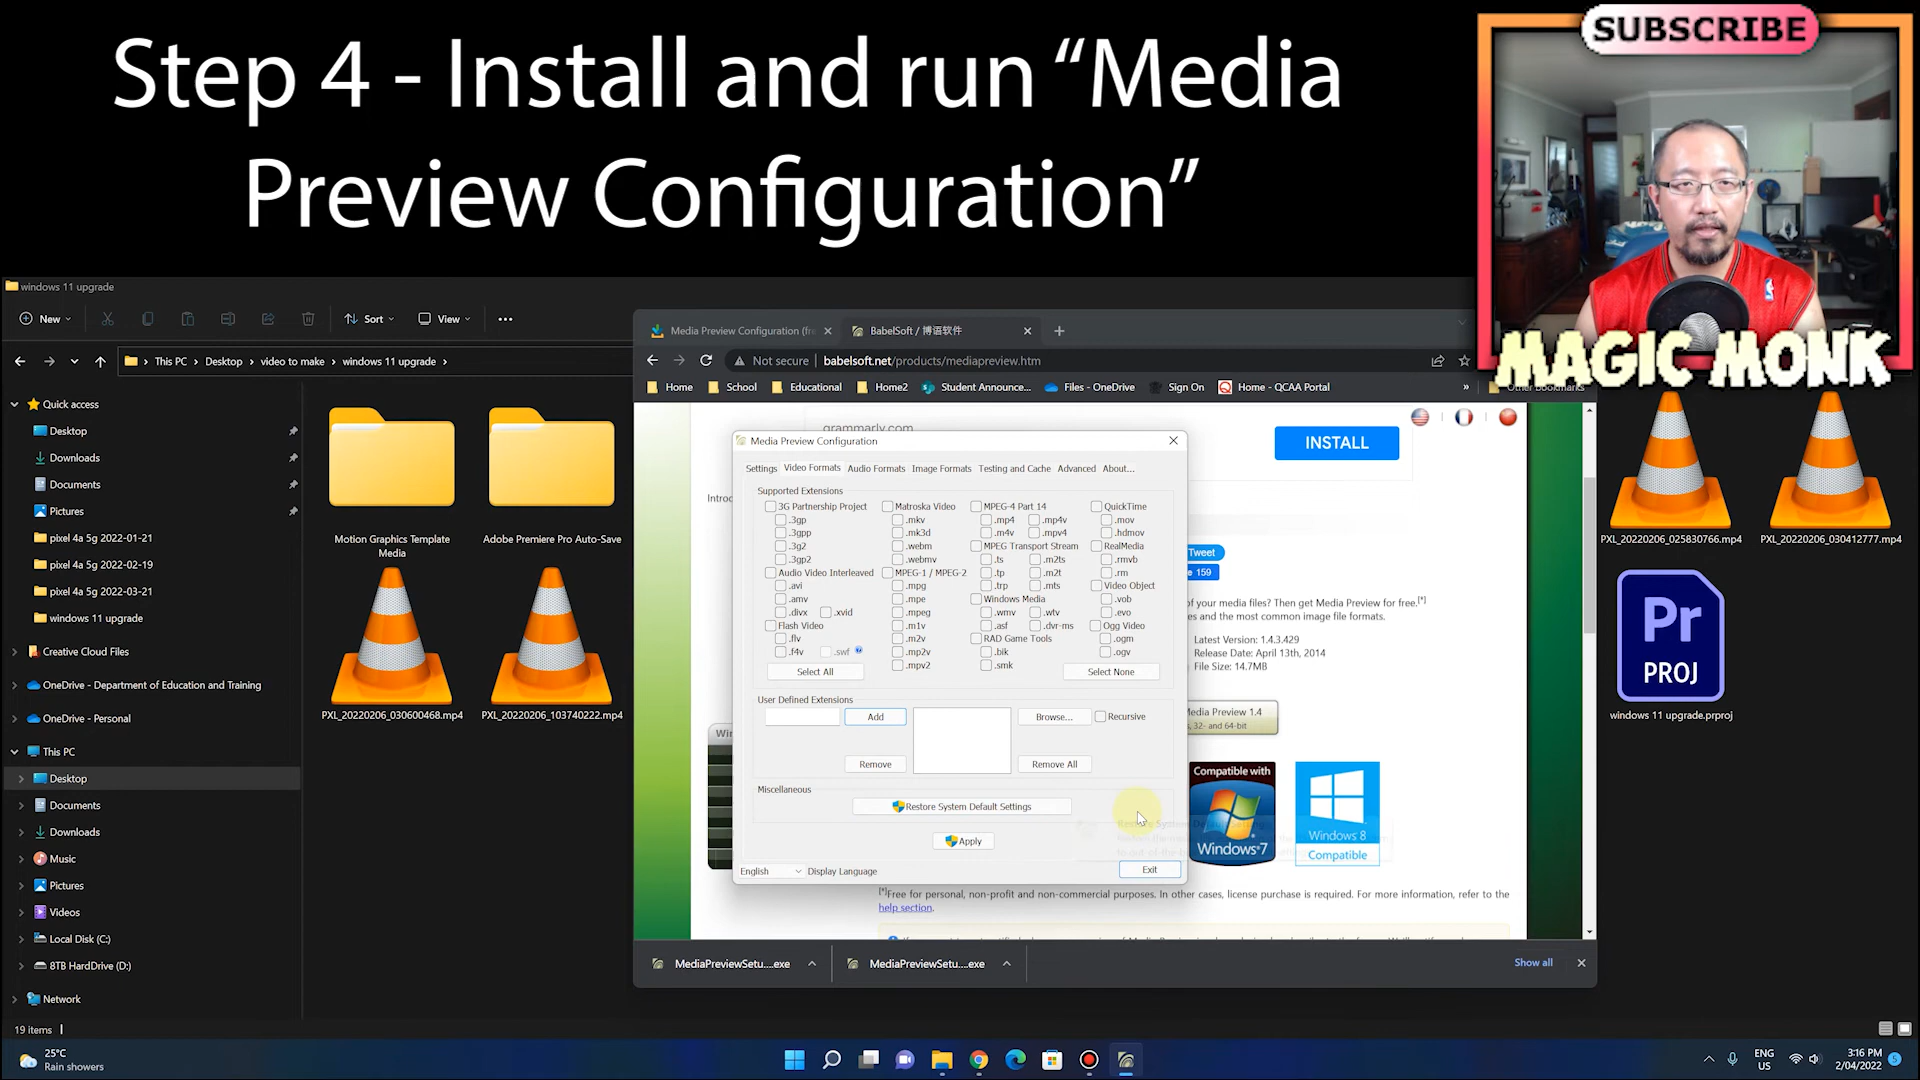 Step 4 - Install and run “Media
Preview Configuration”
SUBSCRIBE
MAGIC MONK
windows 11 upgrade
New
Sort
View
This PC > Desktop > video to make > windows 11 upgrade
Quick access
Desktop
Downloads
Documents
Pictures
pixel 4a 5g 2022-01-21
pixel 4a 5g 2022-02-19
pixel 4a 5g 2022-03-21
windows 11 upgrade
Creative Cloud Files
OneDrive - Department of Education and Training
OneDrive - Personal
This PC
Desktop
Documents
Downloads
Music
Pictures
Videos
Local Disk (C:)
8TB HardDrive (D:)
Network
19 items
Motion Graphics Template
Media
Adobe Premiere Pro Auto-Save
PXL_20220206_030600468.mp4
PXL_20220206_103740222.mp4
Media Preview Configuration (fr
BabelSoft / 博语软件
Not secure | babelsoft.net/products/mediapreview.htm
Home
School
Educational
Home2
Student Announce...
Files - OneDrive
Sign On
Home - QCAA Portal
»
Other bookmarks
grammarly.com
INSTALL
Tweet
159
of your media files? Then get Media Preview for free.[*]
es and the most common image file formats.
Latest Version: 1.4.3.429
Release Date: April 13th, 2014
File Size: 14.7MB
Media Preview 1.4
32- and 64-bit
Compatible with
Windows 7
Windows 8
Compatible
[*]Free for personal, non-profit and non-commercial purposes. In other cases, license purchase is required. For more information, refer to the
help section.
Media Preview Configuration
Settings
Video Formats
Audio Formats
Image Formats
Testing and Cache
Advanced
About...
Supported Extensions
3G Partnership Project
.3gp
.3gpp
.3g2
.3gp2
Audio Video Interleaved
.avi
.amv
.divx
.xvid
Flash Video
.flv
.f4v
.swf
Matroska Video
.mkv
.mk3d
.webm
.webmv
MPEG-1 / MPEG-2
.mpg
.mpe
.mpeg
.m1v
.m2v
.mp2v
.mpv2
MPEG-4 Part 14
.mp4
.mp4v
.m4v
.mpv4
MPEG Transport Stream
.ts
.m2ts
.tp
.m2t
.trp
.mts
Windows Media
.wmv
.wtv
.asf
.dvr-ms
RAD Game Tools
.bik
.smk
QuickTime
.mov
.hdmov
RealMedia
.rmvb
.rm
Video Object
.vob
.evo
Ogg Video
.ogm
.ogv
Select All
Select None
User Defined Extensions
Add
Browse...
Recursive
Remove
Remove All
Miscellaneous
Restore System Default Settings
Apply
English
Display Language
Exit
MediaPreviewSetu....exe
MediaPreviewSetu....exe
Show all
PXL_20220206_025830766.mp4
PXL_20220206_030412777.mp4
Pr
PROJ
windows 11 upgrade.prproj
25°C
Rain showers
ENG
US
3:16 PM
2/04/2022
5